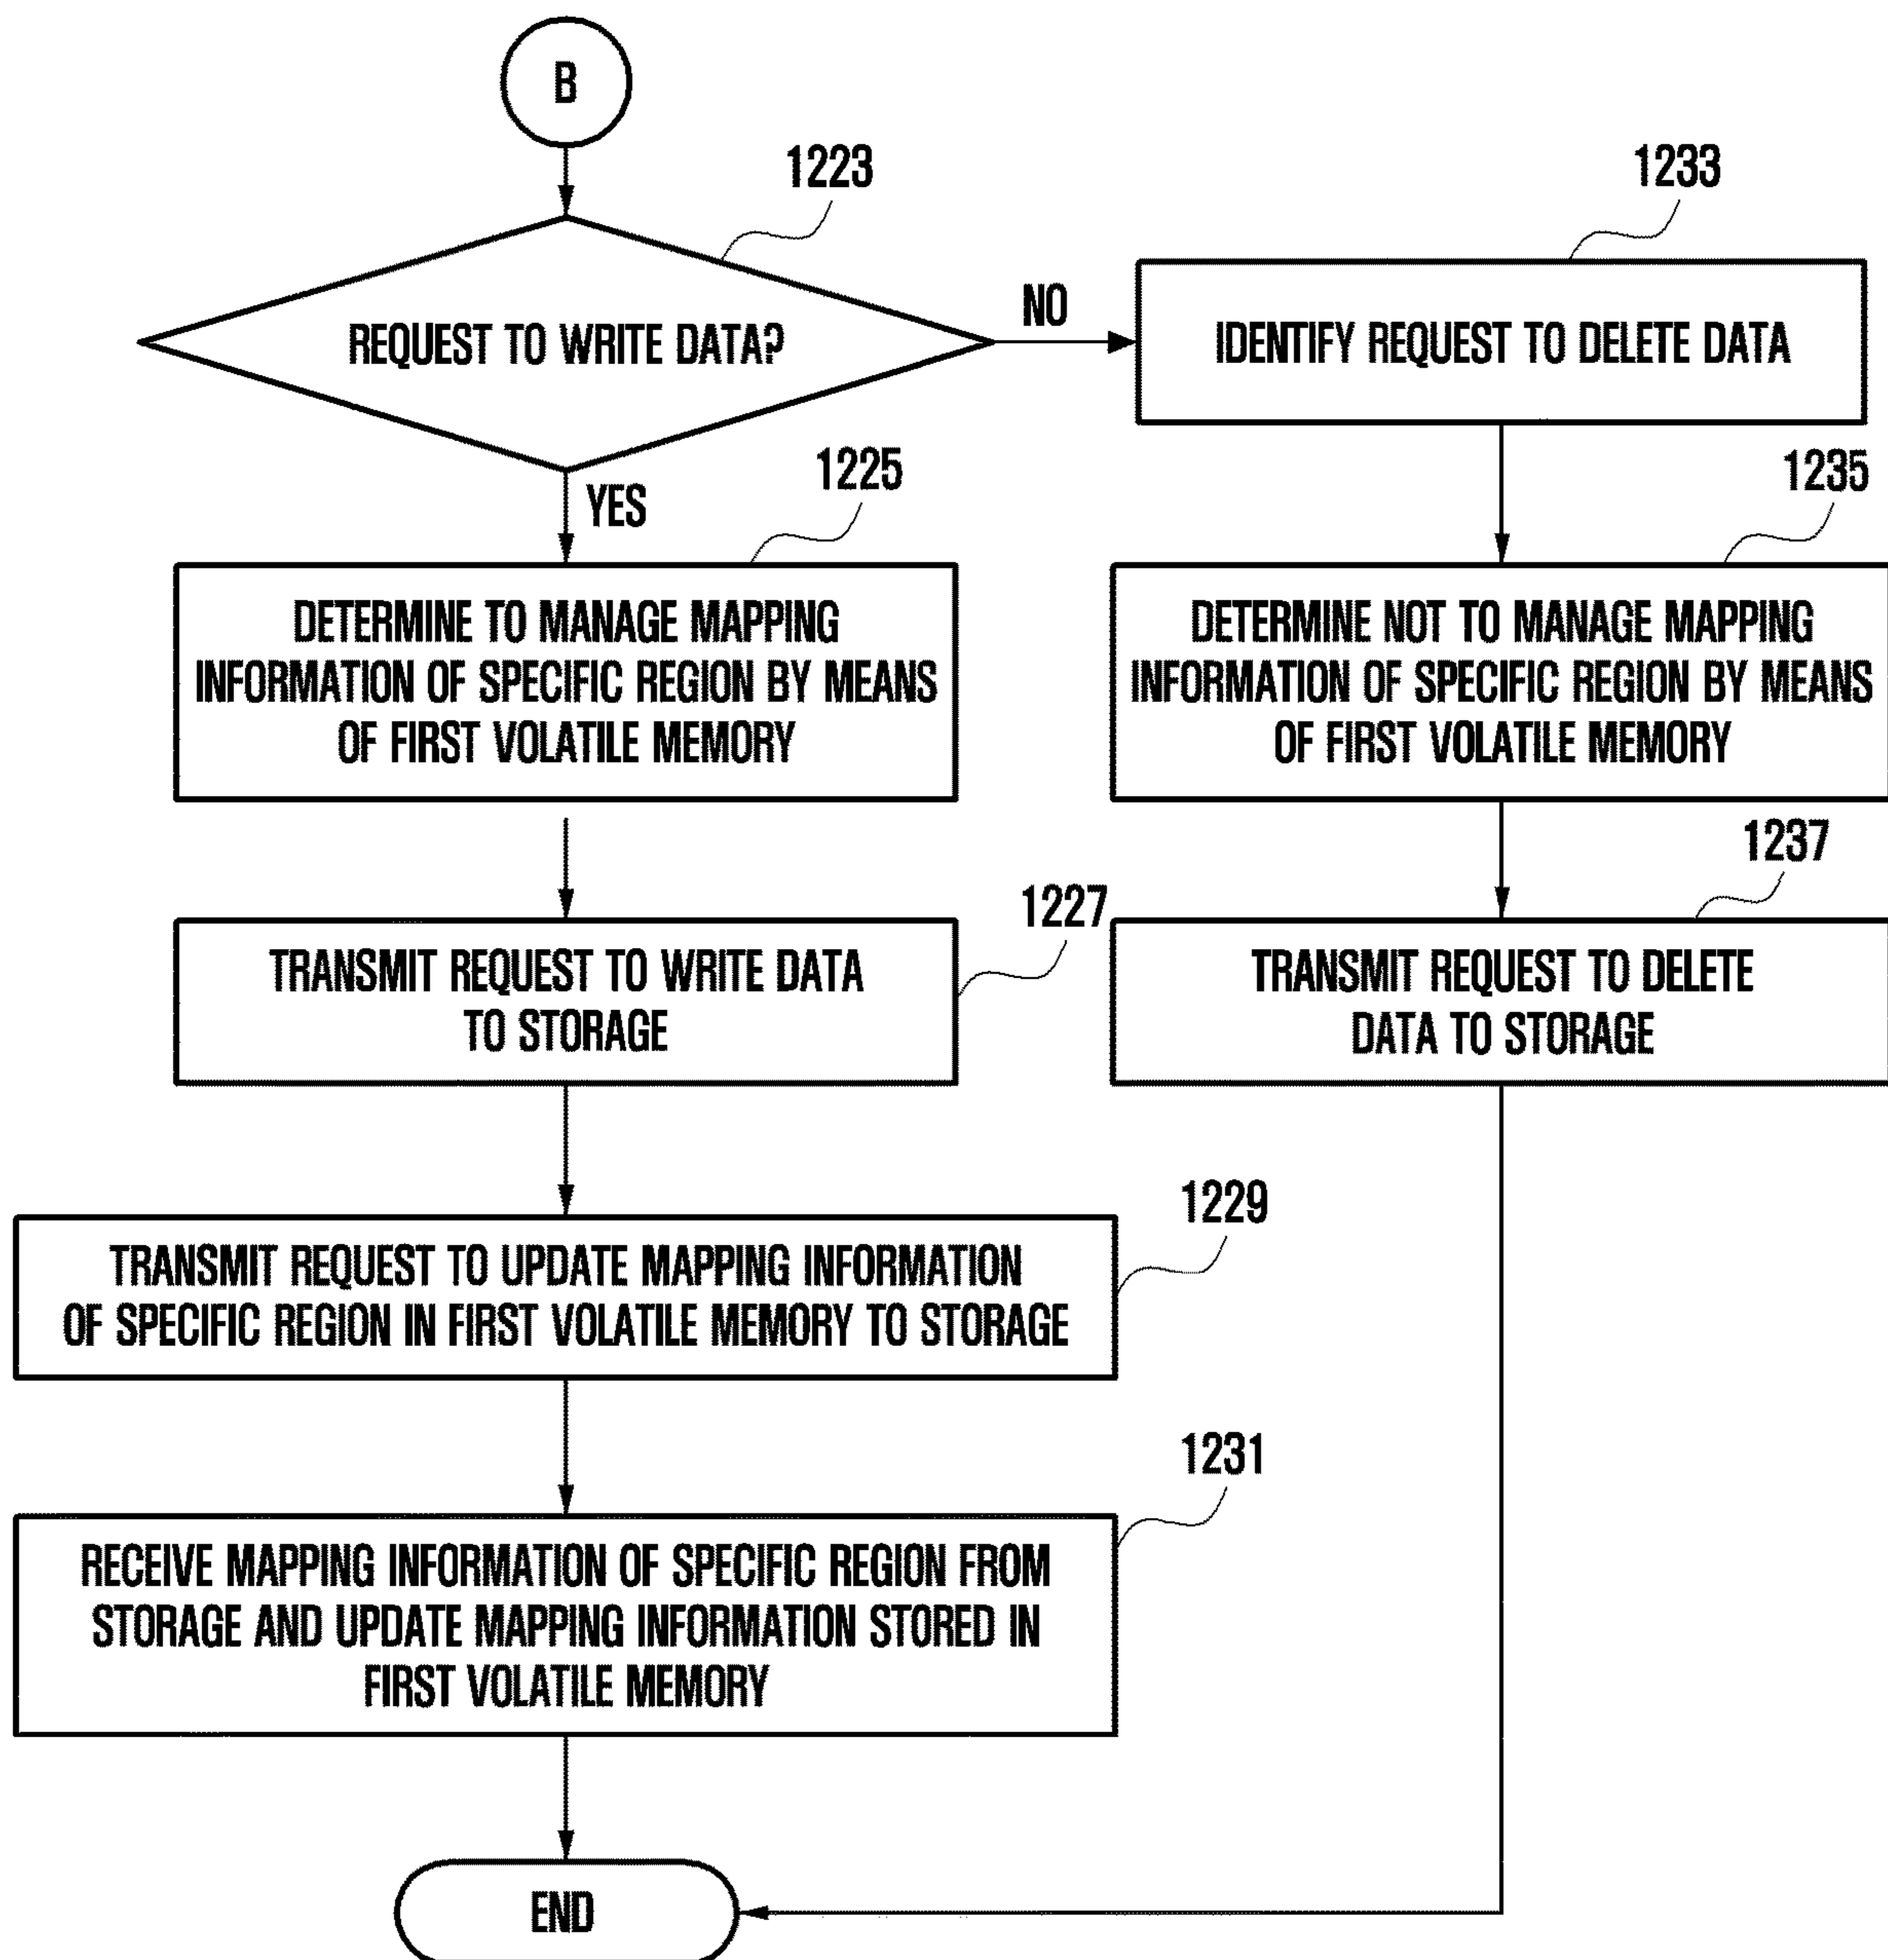 B
1223
REQUEST TO WRITE DATA?
NO
1233
IDENTIFY REQUEST TO DELETE DATA
YES
1225
DETERMINE TO MANAGE MAPPING
INFORMATION OF SPECIFIC REGION BY MEANS
OF FIRST VOLATILE MEMORY
1235
DETERMINE NOT TO MANAGE MAPPING
INFORMATION OF SPECIFIC REGION BY MEANS
OF FIRST VOLATILE MEMORY
1227
TRANSMIT REQUEST TO WRITE DATA
TO STORAGE
1237
TRANSMIT REQUEST TO DELETE
DATA TO STORAGE
1229
TRANSMIT REQUEST TO UPDATE MAPPING INFORMATION
OF SPECIFIC REGION IN FIRST VOLATILE MEMORY TO STORAGE
1231
RECEIVE MAPPING INFORMATION OF SPECIFIC REGION FROM
STORAGE AND UPDATE MAPPING INFORMATION STORED IN
FIRST VOLATILE MEMORY
END